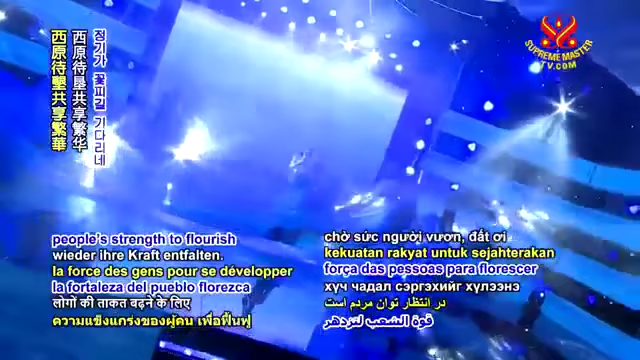 SUPREME MASTER
TV.COM
정기가 꽃피길 기다리네
西原待垦共享繁华
西原待墾共享繁華
people's strength to flourish
wieder ihre Kraft entfalten.
la force des gens pour se développer
la fortaleza del pueblo florezca
लोगों की ताकत बढ़ने के लिए
ความแข็งแกร่งของผู้คน เพื่อฟื้นฟู
chờ sức người vươn, đất ơi
kekuatan rakyat untuk sejahterakan
força das pessoas para florescer
хүч чадал сэргэхийг хүлээнэ
در انتظار توان مردم است
قوة الشعب لتزدهر